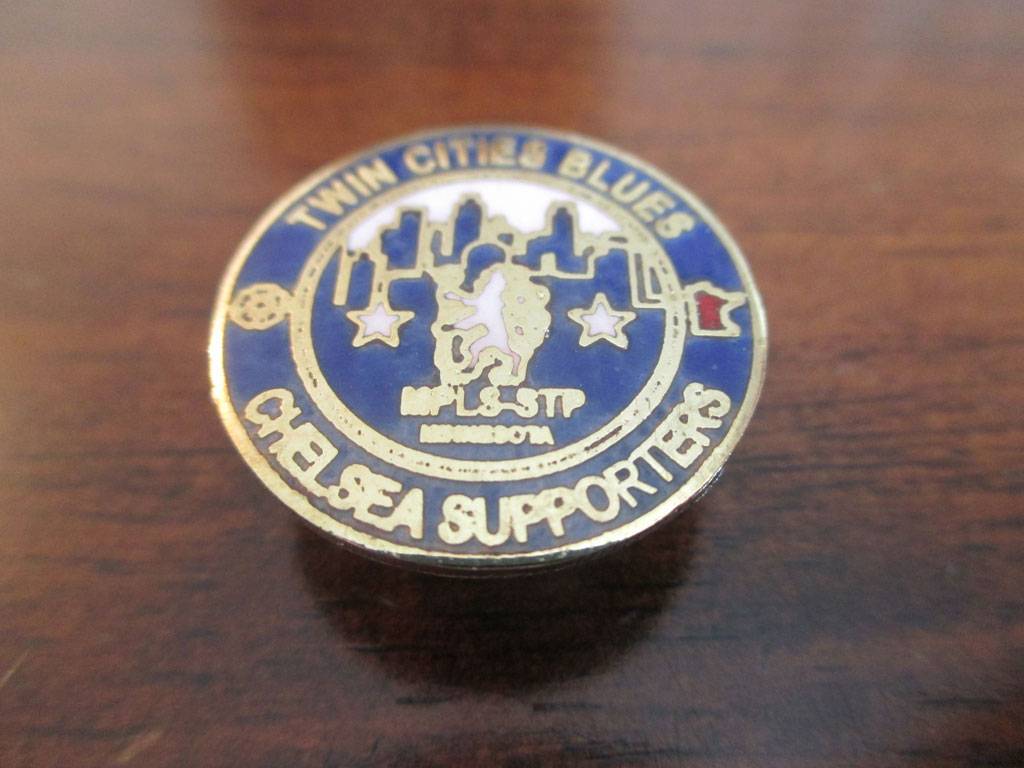 TWIN CITIES BLUES
MPLS-STP
MINNESOTA
CHELSEA SUPPORTERS